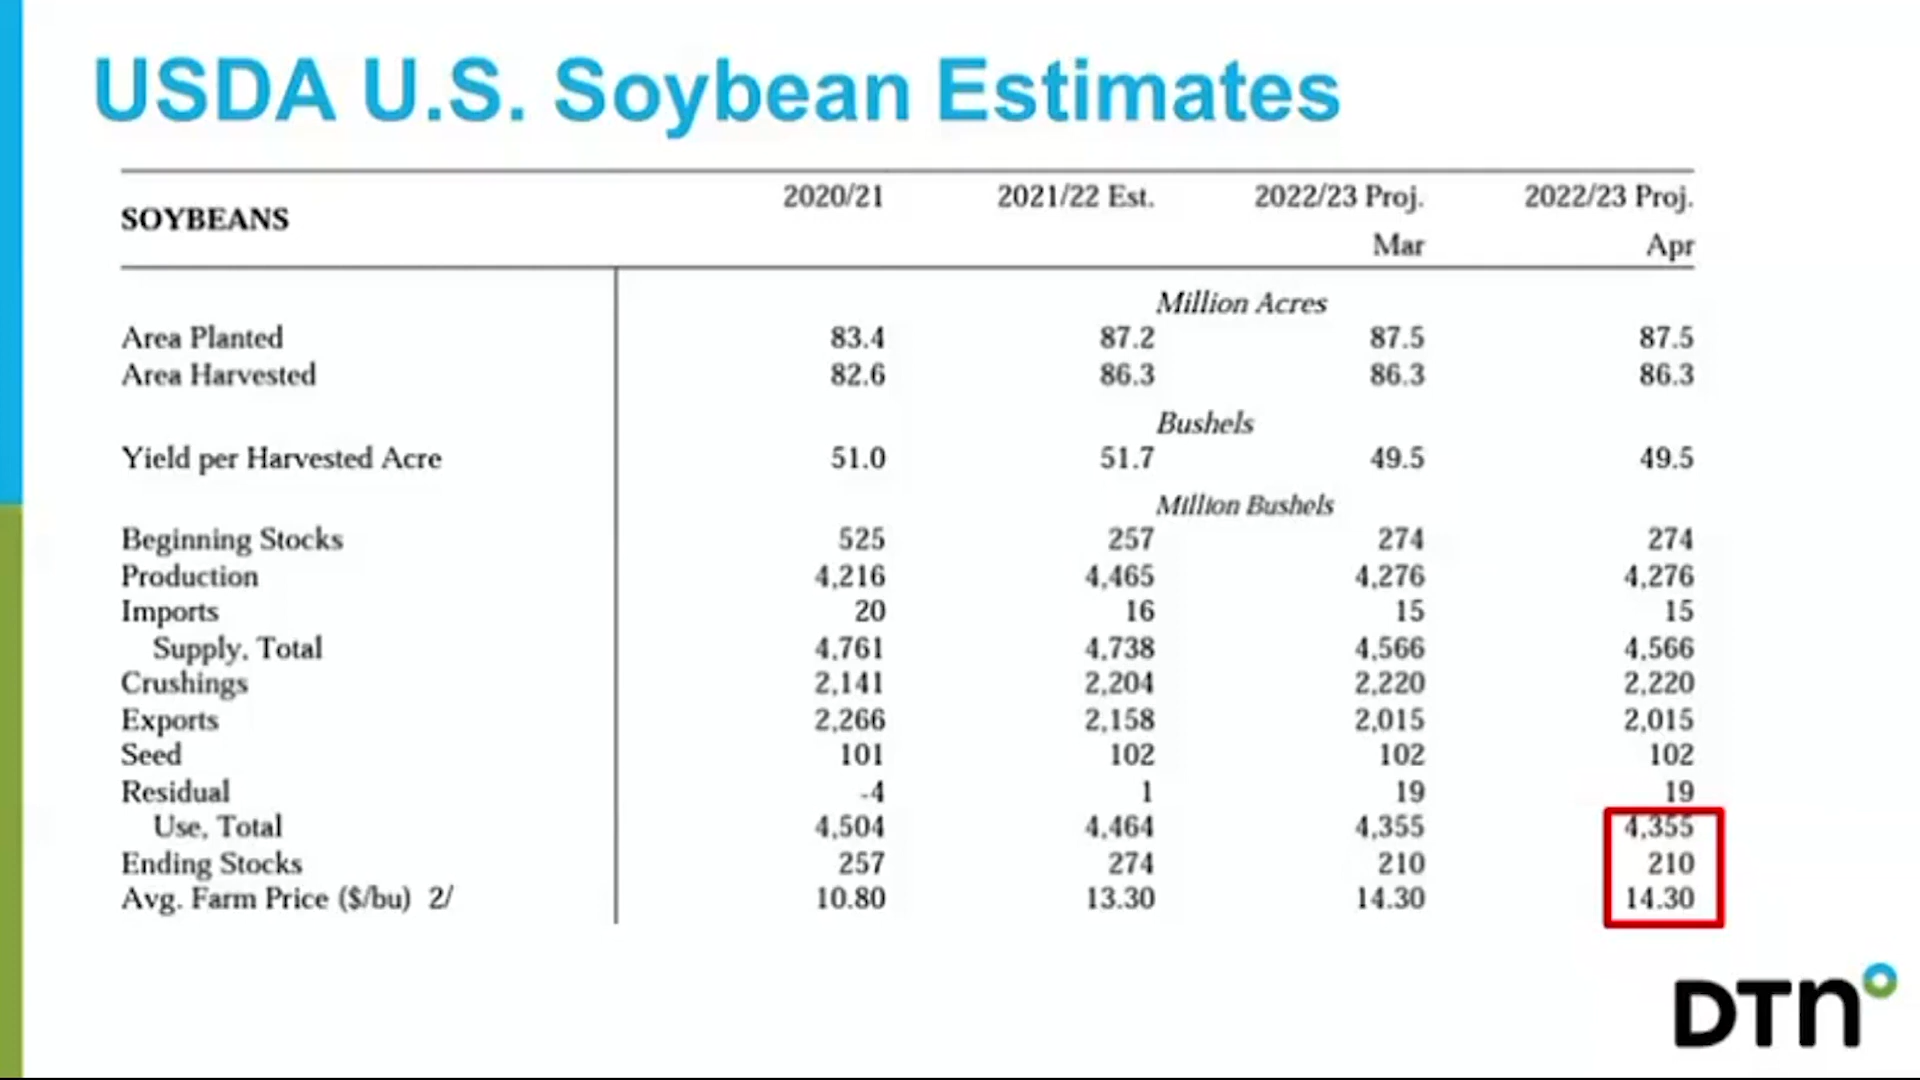 USDA U.S. Soybean Estimates
SOYBEANS 2020/21 2021/22 Est. 2022/23 Proj. 2022/23 Proj.
Mar Apr
Million Acres
Area Planted 83.4 87.2 87.5 87.5
Area Harvested 82.6 86.3 86.3 86.3
Bushels
Yield per Harvested Acre 51.0 51.7 49.5 49.5
Million Bushels
Beginning Stocks 525 257 274 274
Production 4,216 4,465 4,276 4,276
Imports 20 16 15 15
Supply, Total 4,761 4,738 4,566 4,566
Crushings 2,141 2,204 2,220 2,220
Exports 2,266 2,158 2,015 2,015
Seed 101 102 102 102
Residual -4 1 19 19
Use, Total 4,504 4,464 4,355 4,355
Ending Stocks 257 274 210 210
Avg. Farm Price ($/bu) 2/ 10.80 13.30 14.30 14.30
DTN